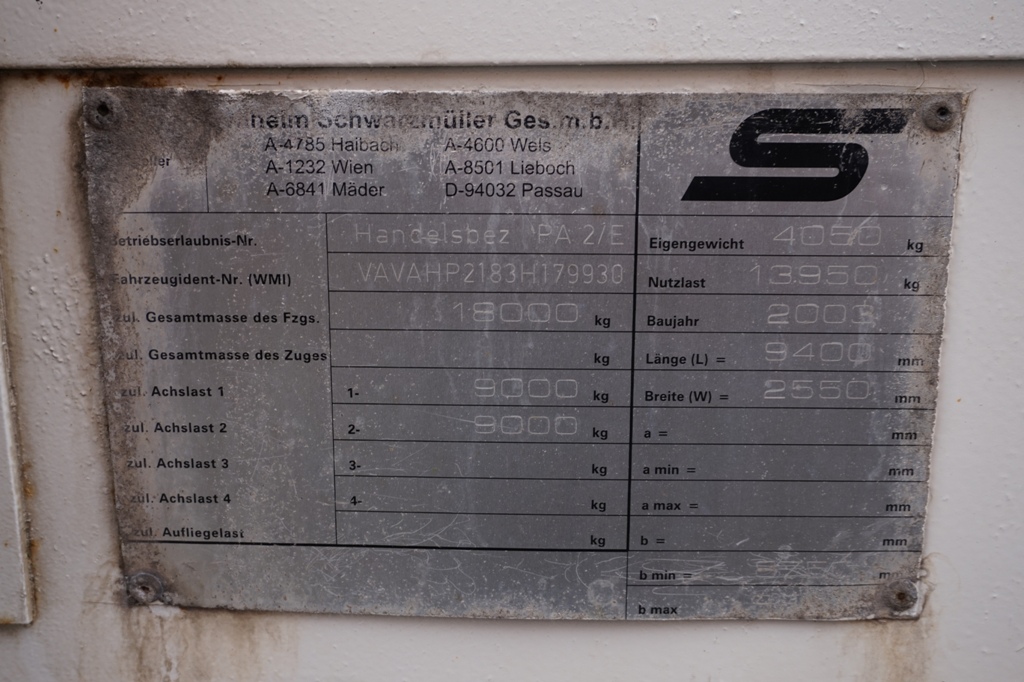 helm Schwarzmüller Ges.m.b.H.
A-4785 Haibach A-4600 Wels
A-1232 Wien A-8501 Lieboch
A-6841 Mäder D-94032 Passau
Betriebserlaubnis-Nr. Handelsbez PA 2/E
Fahrzeugident-Nr. (WMI) VAVAHP2183H179930
zul. Gesamtmasse des Fzgs. 18000 kg
zul. Gesamtmasse des Zuges kg
zul. Achslast 1 1- 9000 kg
zul. Achslast 2 2- 9000 kg
zul. Achslast 3 3- kg
zul. Achslast 4 4- kg
zul. Aufliegelast kg
Eigengewicht 4050 kg
Nutzlast 13950 kg
Baujahr 2003
Länge (L) = 9400 mm
Breite (W) = 2550 mm
a = mm
a min = mm
a max = mm
b = mm
b min = mm
b max